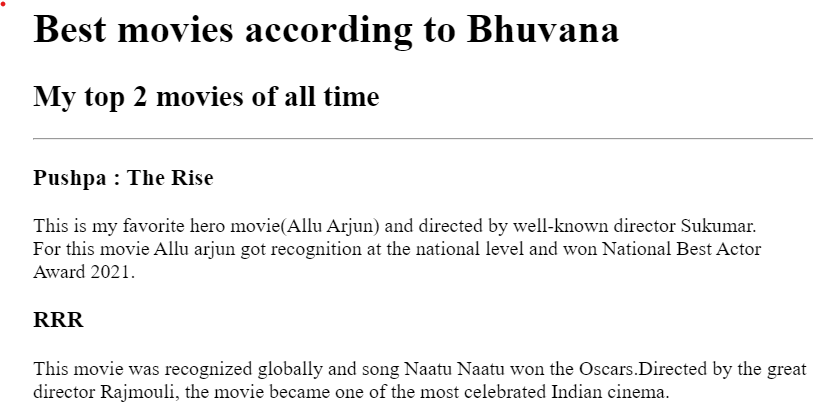 Best movies according to Bhuvana
My top 2 movies of all time
Pushpa : The Rise
This is my favorite hero movie(Allu Arjun) and directed by well-known director Sukumar.
For this movie Allu arjun got recognition at the national level and won National Best Actor
Award 2021.
RRR
This movie was recognized globally and song Naatu Naatu won the Oscars.Directed by the great
director Rajmouli, the movie became one of the most celebrated Indian cinema.